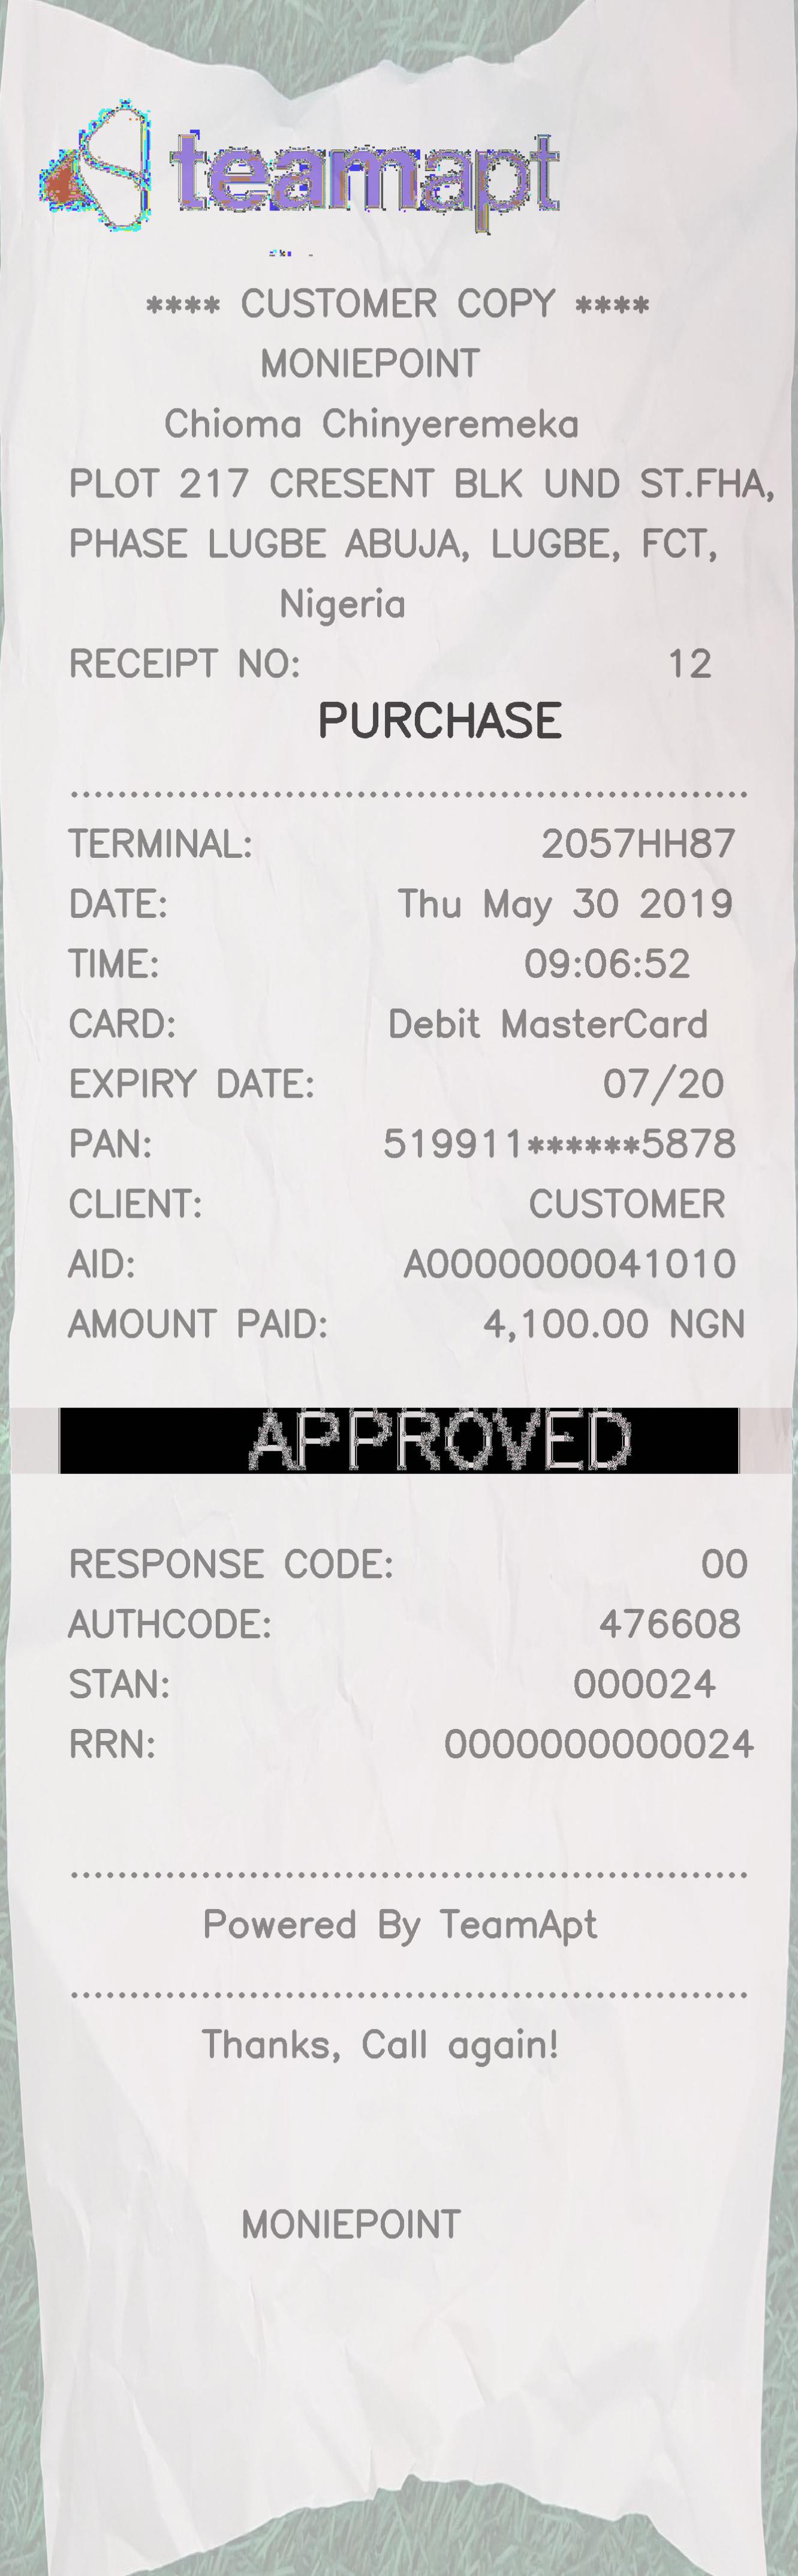 teamapt
**** CUSTOMER COPY ****
MONIEPOINT
Chioma Chinyeremeka
PLOT 217 CRESENT BLK UND ST.FHA,
PHASE LUGBE ABUJA, LUGBE, FCT,
Nigeria
RECEIPT NO: 12
PURCHASE
TERMINAL: 2057HH87
DATE: Thu May 30 2019
TIME: 09:06:52
CARD: Debit MasterCard
EXPIRY DATE: 07/20
PAN: 519911******5878
CLIENT: CUSTOMER
AID: A0000000041010
AMOUNT PAID: 4,100.00 NGN
APPROVED
RESPONSE CODE: 00
AUTHCODE: 476608
STAN: 000024
RRN: 0000000000024
Powered By TeamApt
Thanks, Call again!
MONIEPOINT